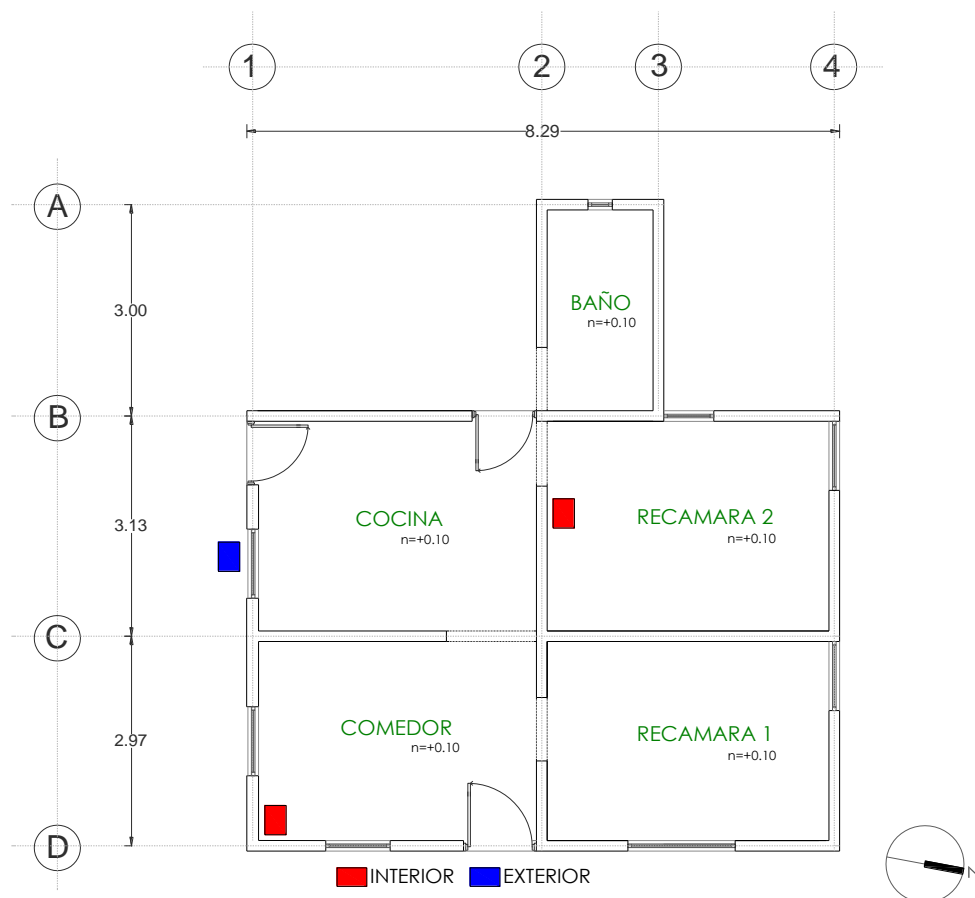 1
2
3
4
8.29
A
3.00
BAÑO
n=+0.10
B
3.13
COCINA
n=+0.10
RECAMARA 2
n=+0.10
C
2.97
COMEDOR
n=+0.10
RECAMARA 1
n=+0.10
D
INTERIOR
EXTERIOR
N